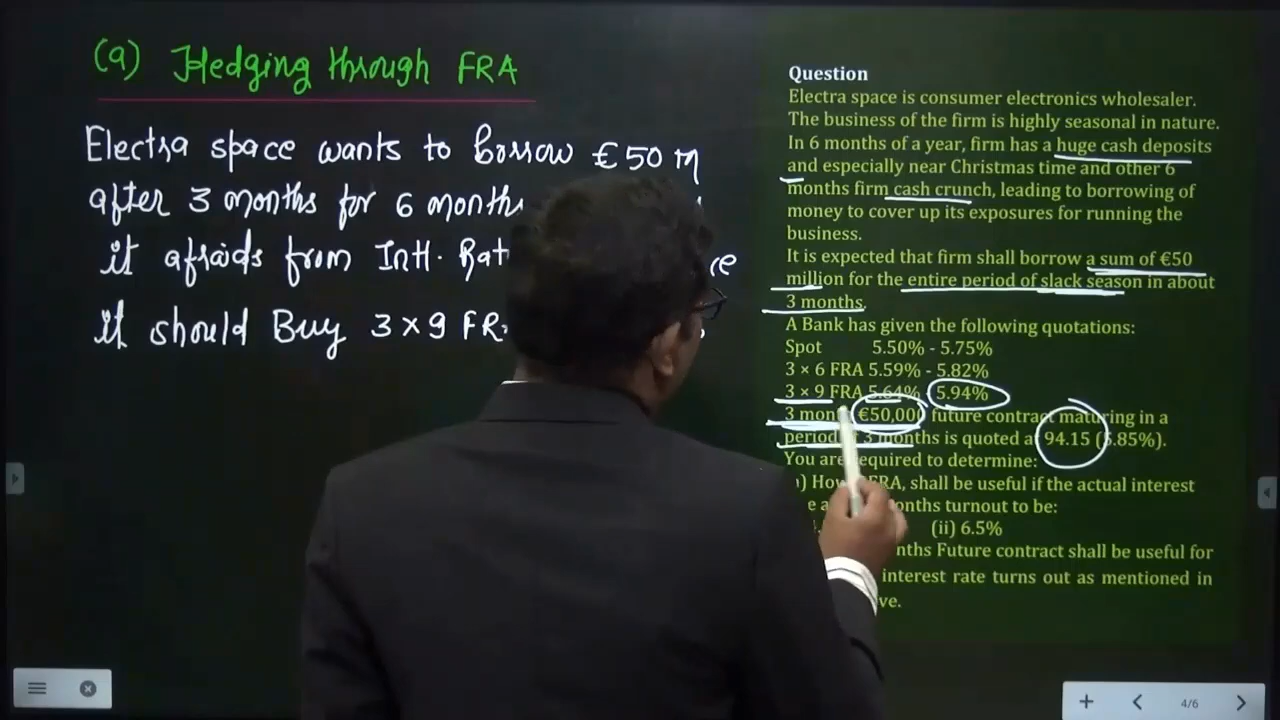 (a) Hedging through FRA
Electra space wants to borrow €50 M
after 3 months for 6 months
it afraids from Intt.
it should Buy 3×9
Question
Electra space is consumer electronics wholesaler.
The business of the firm is highly seasonal in nature.
In 6 months of a year, firm has a huge cash deposits
and especially near Christmas time and other 6
months firm cash crunch, leading to borrowing of
money to cover up its exposures for running the
business.
It is expected that firm shall borrow a sum of €50
million for the entire period of slack season in about
3 months.
A Bank has given the following quotations:
Spot 5.50% - 5.75%
3 × 6 FRA 5.59% - 5.82%
3 × 9 FRA 5.64% 5.94%
3 month €50,000 future contract maturing in a
period 3 months is quoted at 94.15 (5.85%).
You are required to determine:
FRA, shall be useful if the actual interest
turnout to be:
(ii) 6.5%
Future contract shall be useful for
interest rate turns out as mentioned in